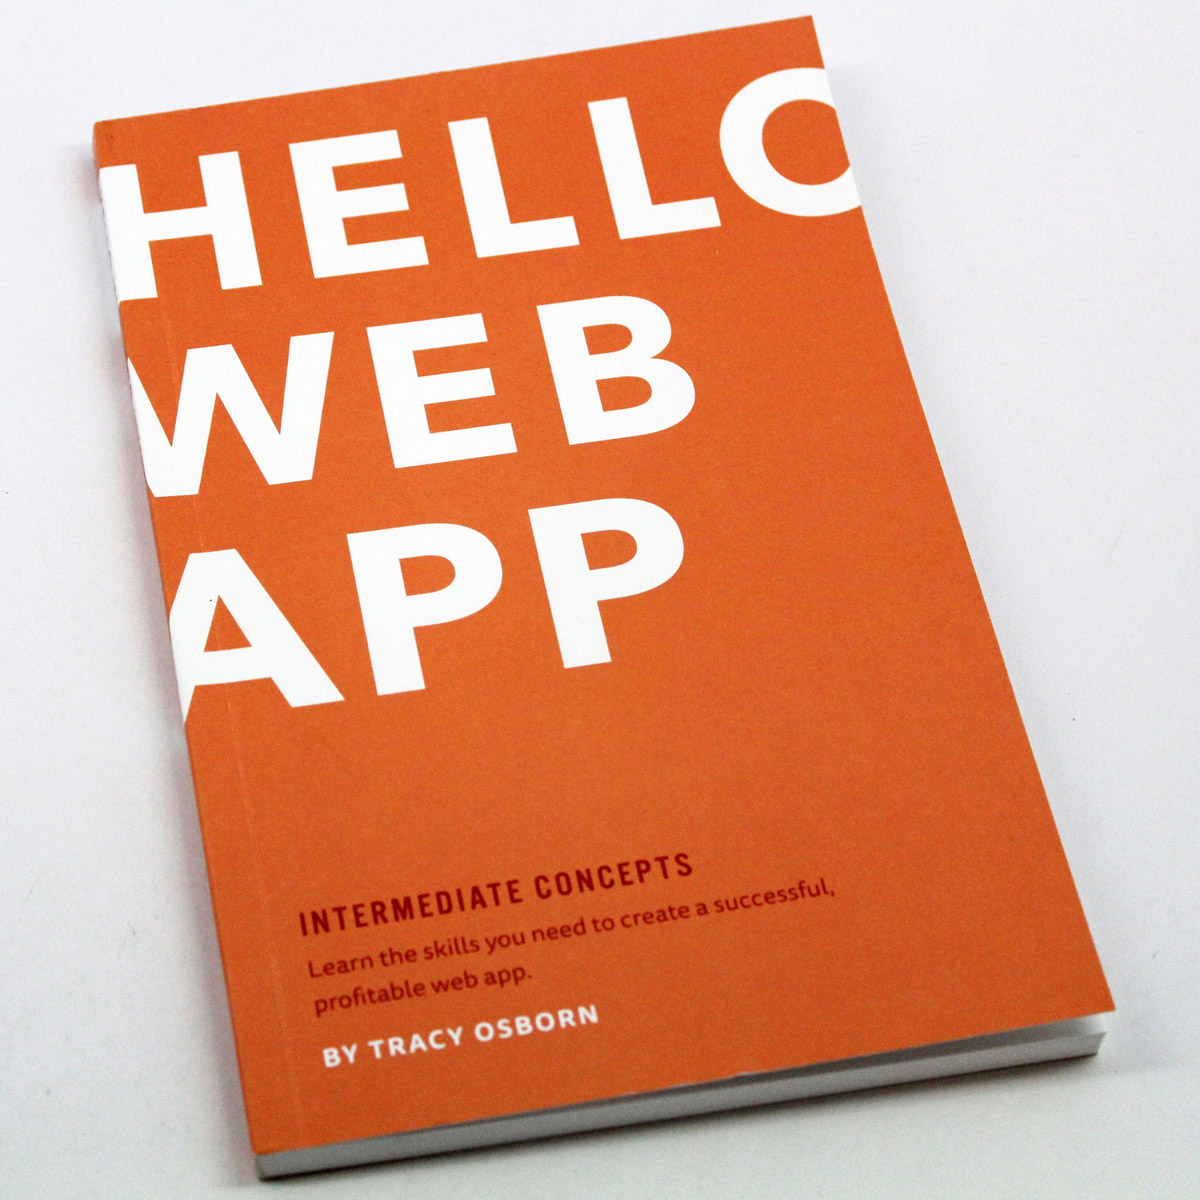 HELLO
WEB
APP
INTERMEDIATE CONCEPTS
Learn the skills you need to create a successful,
profitable web app.
BY TRACY OSBORN